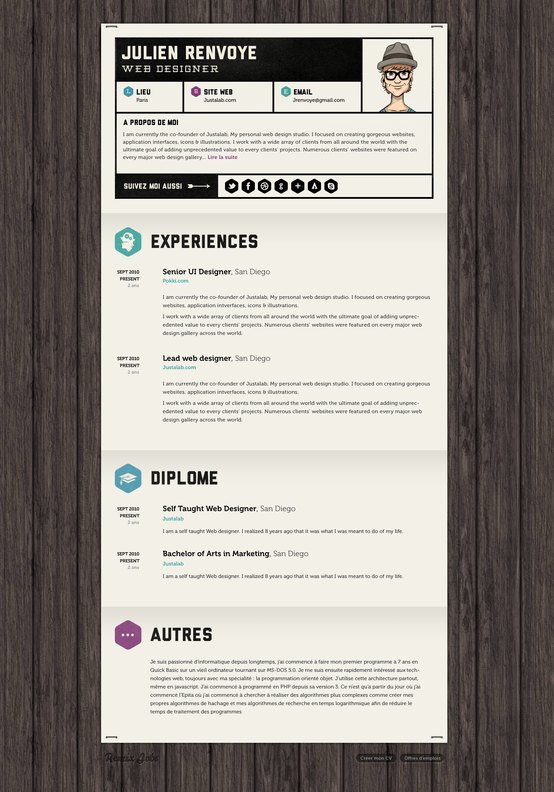 JULIEN RENVOYE
WEB DESIGNER
LIEU
Paris
SITE WEB
Justalab.com
EMAIL
Jrenvoye@gmail.com
A PROPOS DE MOI
I am currently the co-founder of Justalab, My personal web design studio. I focused on creating gorgeous websites,
application interfaces, icons & illustrations. I work with a wide array of clients from all around the world with the
ultimate goal of adding unprecedented value to every clients' projects. Numerous clients' websites were featured on
every major web design gallery... Lire la suite
SUIVEZ MOI AUSSI
EXPERIENCES
SEPT 2010
PRESENT
2 ans
Senior UI Designer, San Diego
Pokki.com
I am currently the co-founder of Justalab, My personal web design studio. I focused on creating gorgeous
websites, application intverfaces, icons & illustrations.
I work with a wide array of clients from all around the world with the ultimate goal of adding unprec-
edented value to every clients' projects. Numerous clients' websites were featured on every major web
design gallery across the world.
SEPT 2010
PRESENT
2 ans
Lead web designer, San Diego
Justalab.com
I am currently the co-founder of Justalab, My personal web design studio. I focused on creating gorgeous
websites, application intverfaces, icons & illustrations.
I work with a wide array of clients from all around the world with the ultimate goal of adding unprec-
edented value to every clients' projects. Numerous clients' websites were featured on every major web
design gallery across the world.
DIPLOME
SEPT 2010
PRESENT
2 ans
Self Taught Web Designer, San Diego
Justalab
I am a self taught Web designer. I realized 8 years ago that it was what I was meant to do of my life.
SEPT 2010
PRESENT
2 ans
Bachelor of Arts in Marketing, San Diego
Justalab
I am a self taught Web designer. I realized 8 years ago that it was what I was meant to do of my life.
AUTRES
Je suis passionné d'informatique depuis longtemps, j'ai commencé à faire mon premier programme à 7 ans en
Quick Basic sur un vieil ordinateur tournant sur MS-DOS 5.0. Je me suis ensuite rapidement intéressé aux tech-
nologies web, toujours avec ma spécialité : la programmation orienté objet. J'utilise cette architecture partout,
même en javascript. J'ai commencé à programme en PHP depuis sa version 3. Ce n'est qu'a partir du jour où j'ai
commencé l'Epita où j'ai commencé à chercher à réaliser des algorithmes plus complexes comme créer mes
propres algorithmes de hachage et mes algorithmes de recherche en temps logarithmique afin de réduire le
temps de traitement des programmes
Creer mon CV
Offres d'emplois